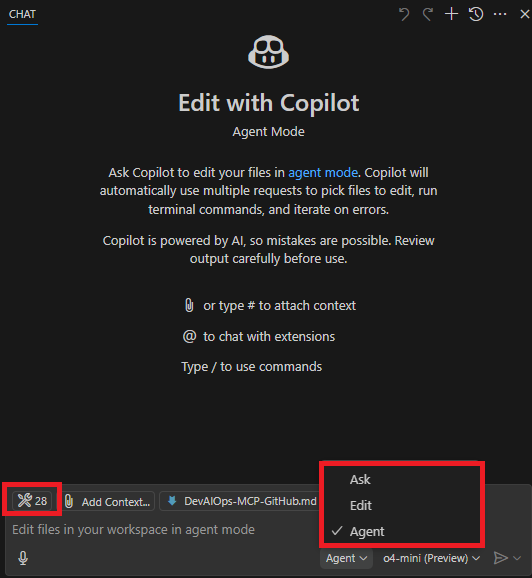 CHAT
Edit with Copilot
Agent Mode
Ask Copilot to edit your files in agent mode. Copilot will
automatically use multiple requests to pick files to edit, run
terminal commands, and iterate on errors.
Copilot is powered by AI, so mistakes are possible. Review
output carefully before use.
or type # to attach context
@ to chat with extensions
Type / to use commands
Ask
Edit
Agent
28 Add Context... DevAIOps-MCP-GitHub.md
Edit files in your workspace in agent mode
Agent o4-mini (Preview)